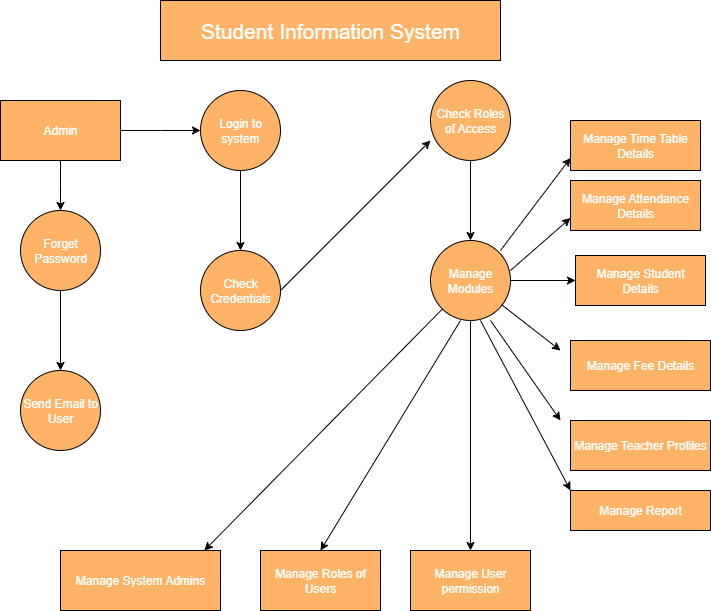 Student Information System
Admin
Login to
system
Check Roles
of Access
Manage Time Table
Details
Manage Attendance
Details
Forget
Password
Check
Credentials
Manage
Modules
Manage Student
Details
Manage Fee Details
Send Email to
User
Manage Teacher Profiles
Manage Report
Manage System Admins
Manage Roles of
Users
Manage User
permission